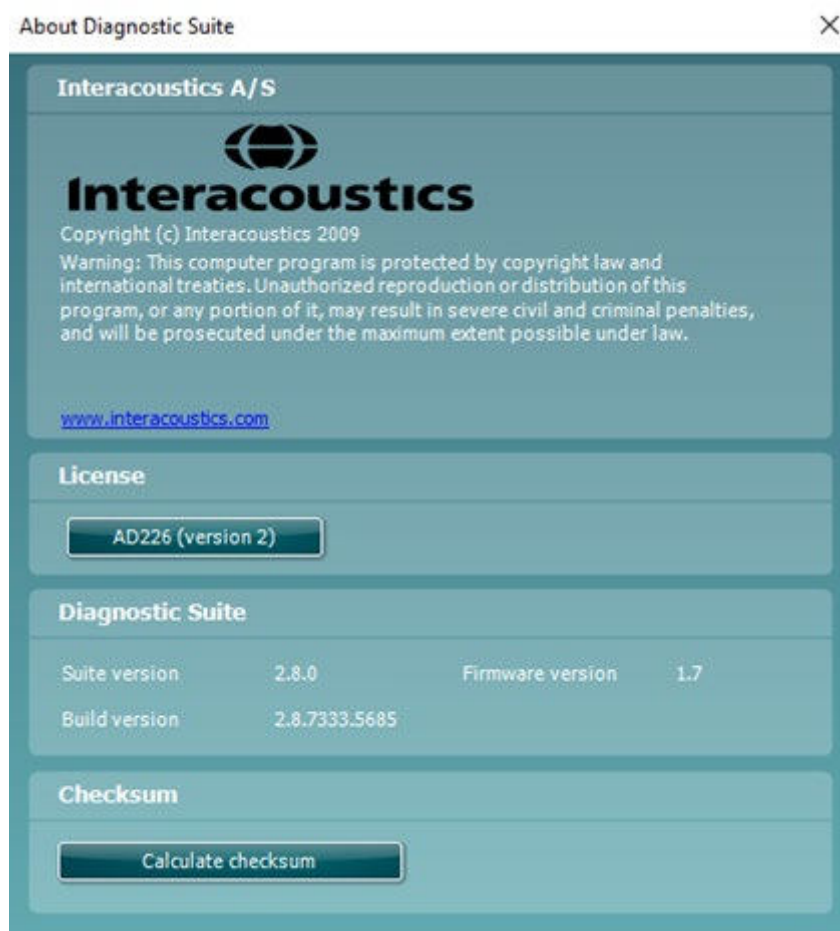 About Diagnostic Suite
Interacoustics A/S
Interacoustics
Copyright (c) Interacoustics 2009
Warning: This computer program is protected by copyright law and
international treaties. Unauthorized reproduction or distribution of this
program, or any portion of it, may result in severe civil and criminal penalties,
and will be prosecuted under the maximum extent possible under law.
www.interacoustics.com
License
AD226 (version 2)
Diagnostic Suite
Suite version 2.8.0 Firmware version 1.7
Build version 2.8.7333.5685
Checksum
Calculate checksum